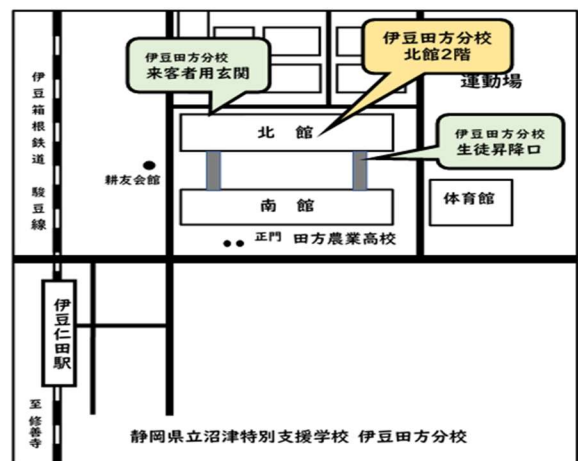 伊豆田方分校
来客者用玄関
伊豆田方分校
北館2階
運動場
伊豆箱根鉄道 駿豆線
北 館
伊豆田方分校
生徒昇降口
耕友会館
南 館
体育館
正門 田方農業高校
伊豆仁田駅
至 修善寺
静岡県立沼津特別支援学校 伊豆田方分校